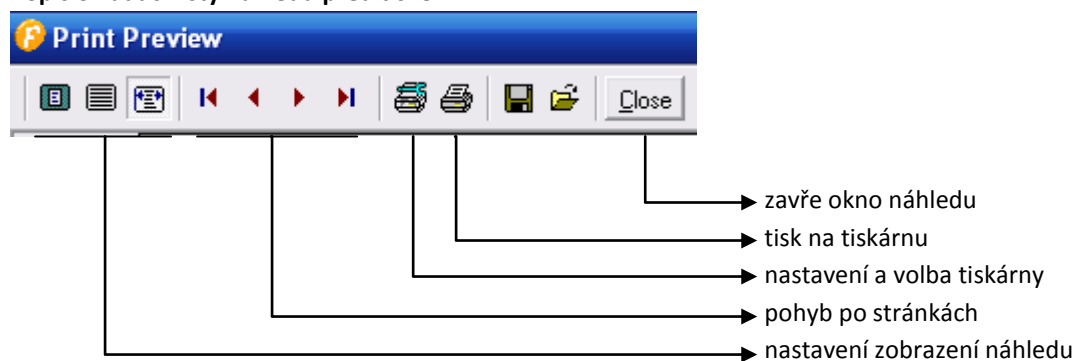 Print Preview
Close
zavře okno náhledu
tisk na tiskárnu
nastavení a volba tiskárny
pohyb po stránkách
nastavení zobrazení náhledu